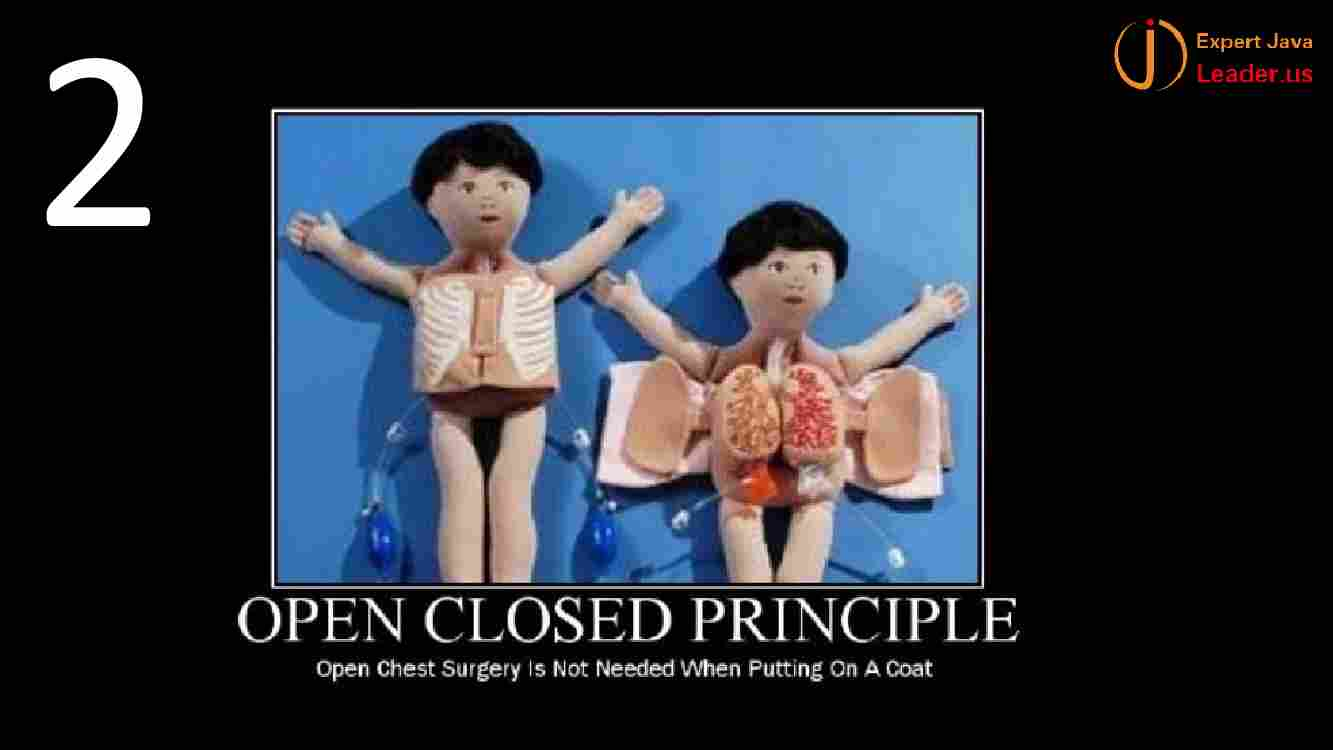 2
Expert Java
Leader.us
OPEN CLOSED PRINCIPLE
Open Chest Surgery Is Not Needed When Putting On A Coat